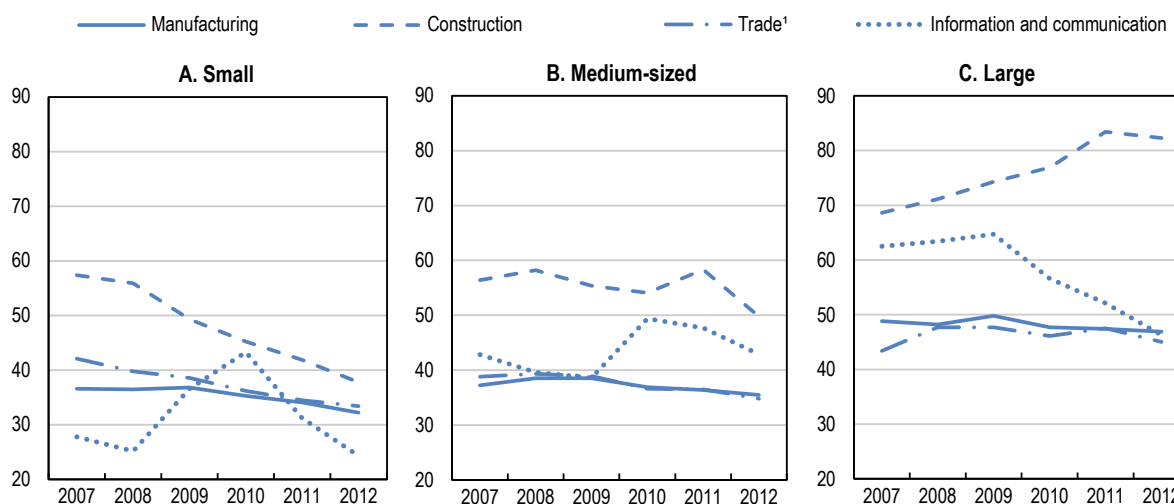 Manufacturing Construction Trade¹ Information and communication
A. Small B. Medium-sized C. Large
90 90 90
80 80 80
70 70 70
60 60 60
50 50 50
40 40 40
30 30 30
20 20 20
2007 2008 2009 2010 2011 2012 2007 2008 2009 2010 2011 2012 2007 2008 2009 2010 2011 2012